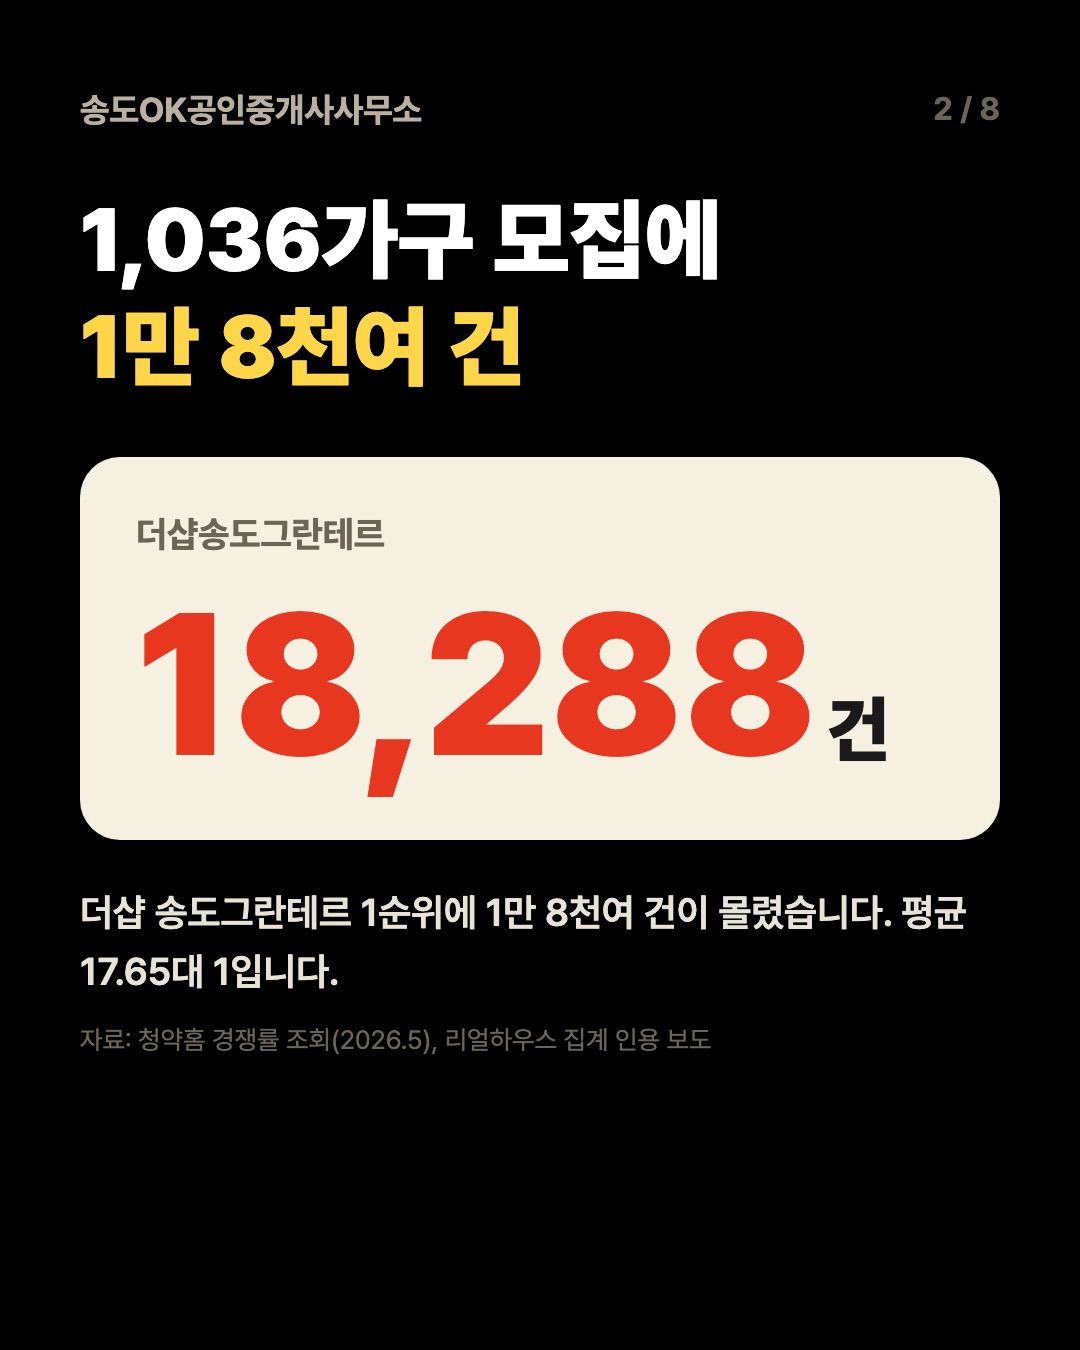 송도OK공인중개사사무소
2 / 8
1,036가구 모집에
1만 8천여 건
더샵송도그란테르
18,288 건
더샵 송도그란테르 1순위에 1만 8천여 건이 몰렸습니다. 평균
17.65대 1입니다.
자료: 청약홈 경쟁률 조회(2026.5), 리얼하우스 집계 인용 보도